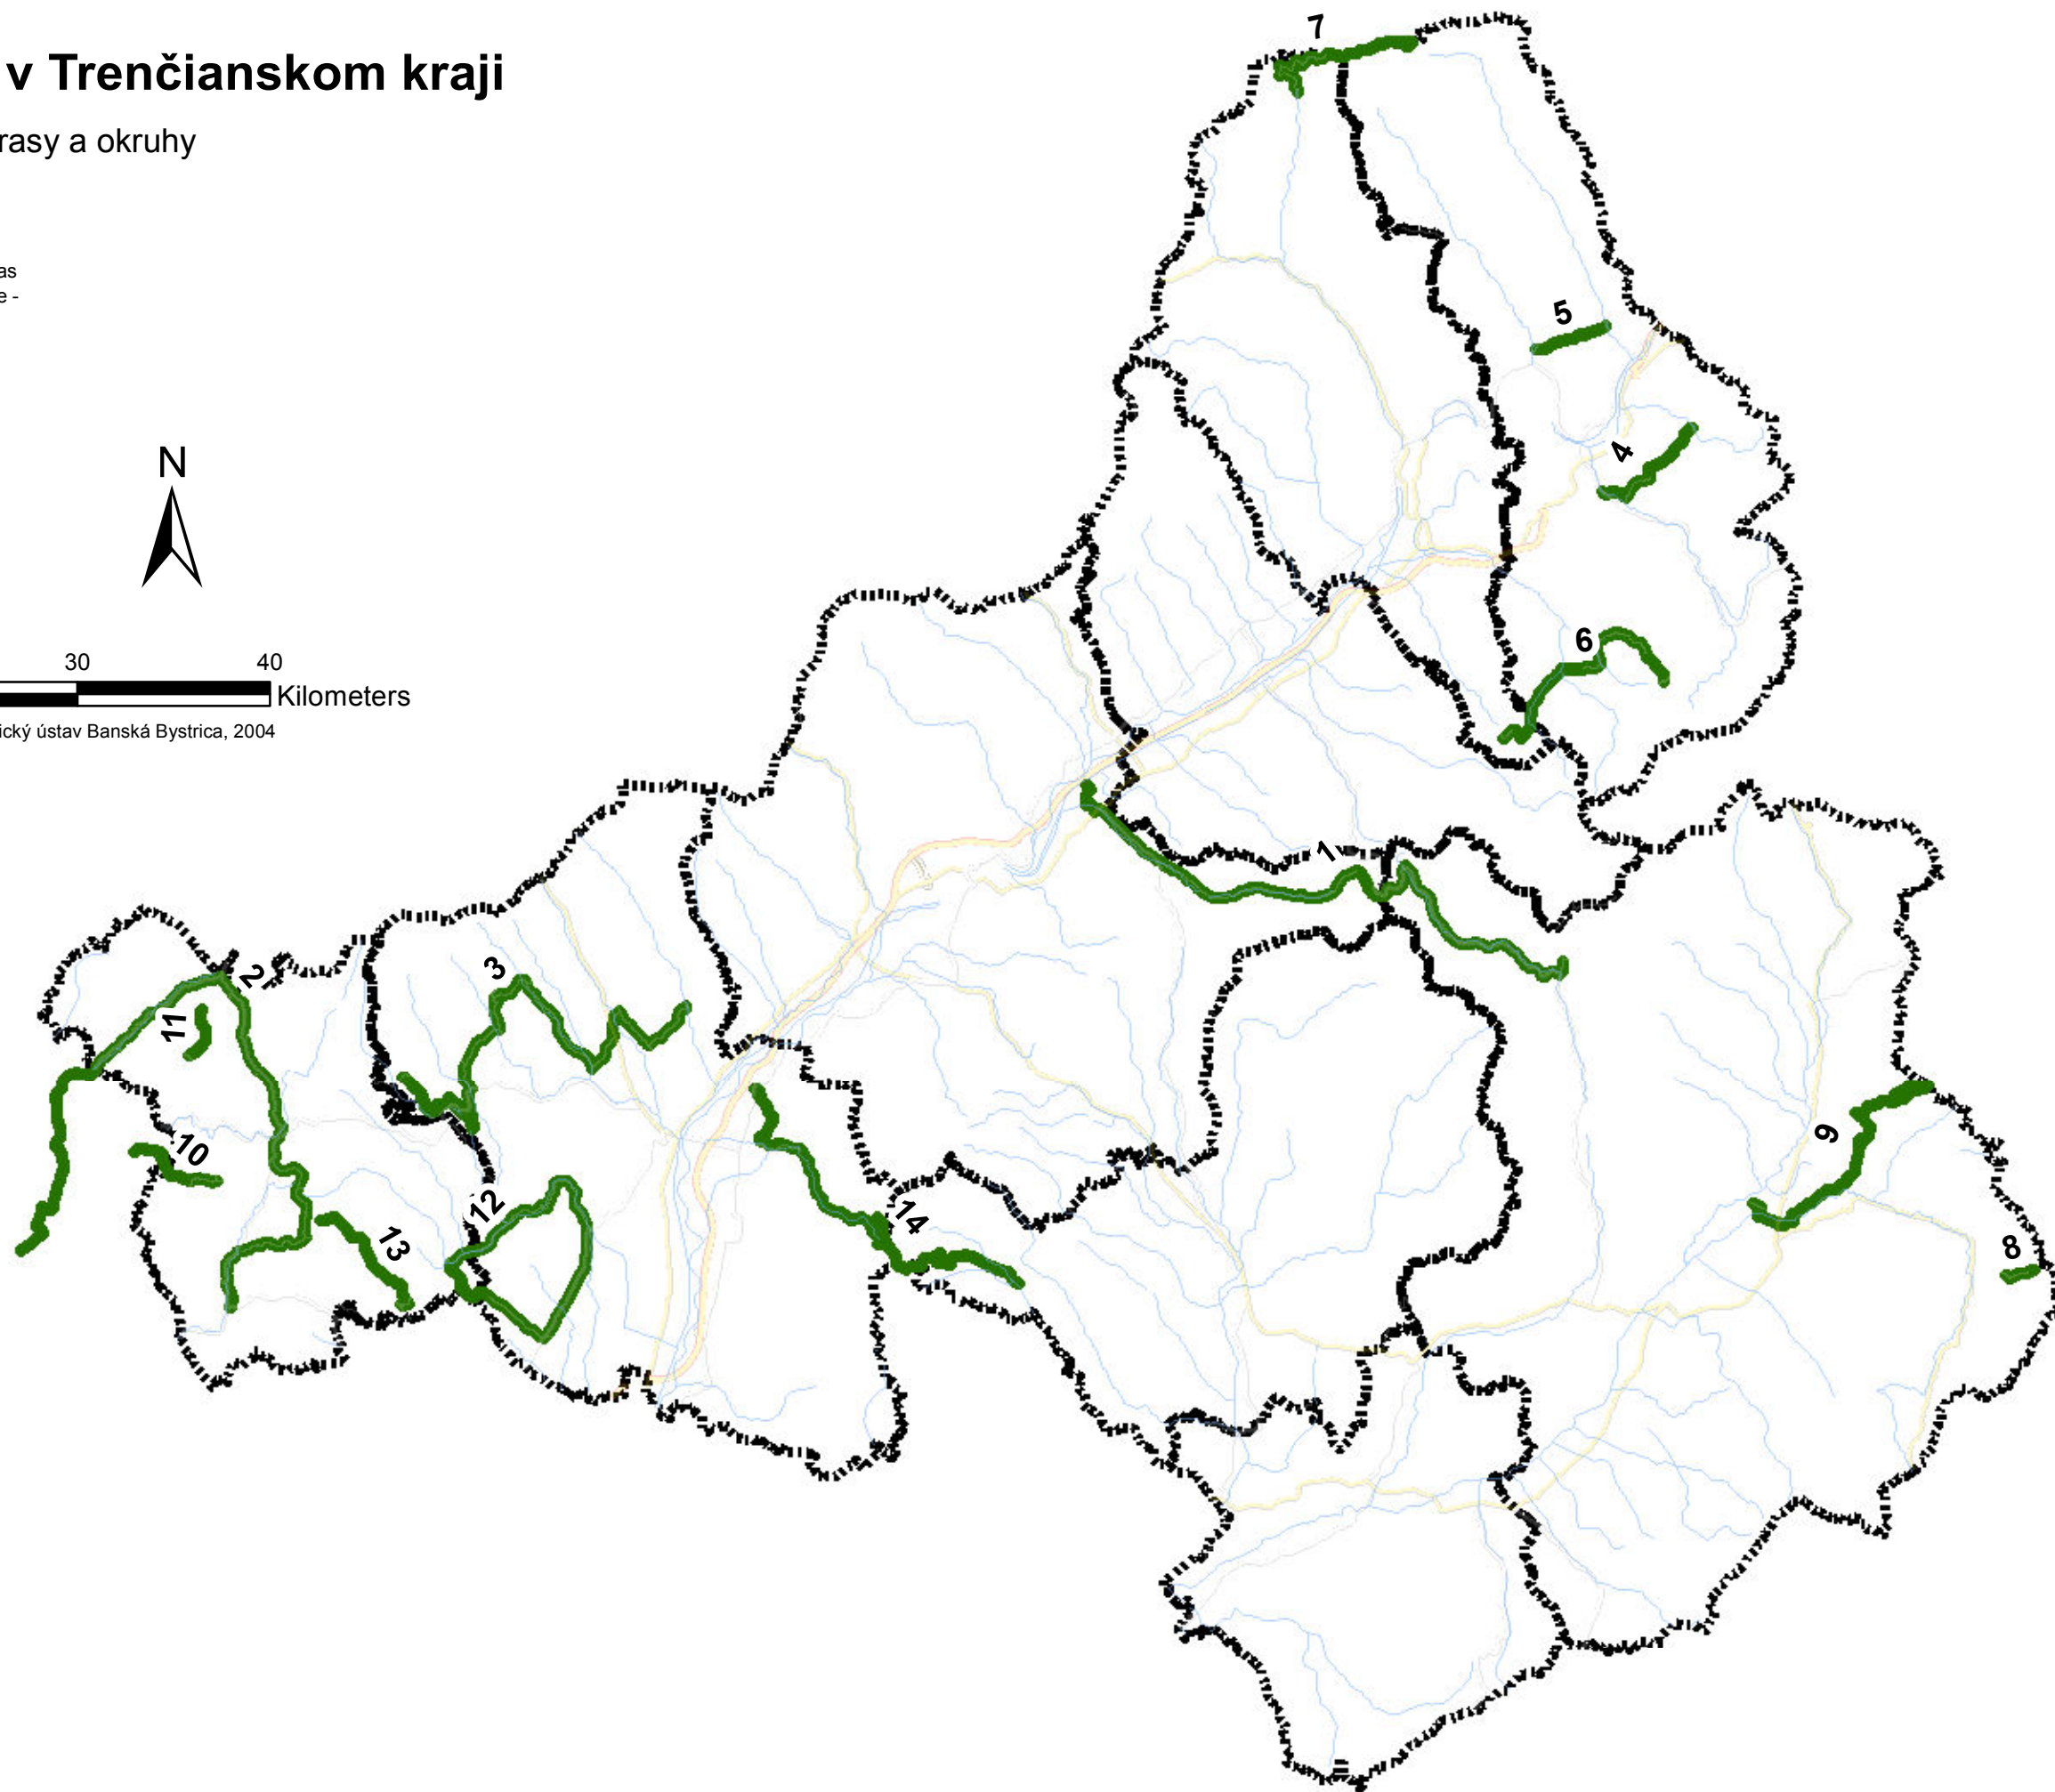 v Trenčianskom kraji
rasy a okruhy
as
e -
N
30 40
Kilometers
ický ústav Banská Bystrica, 2004
7
5
4
6
1
2
3
11
10
12
13
14
9
8